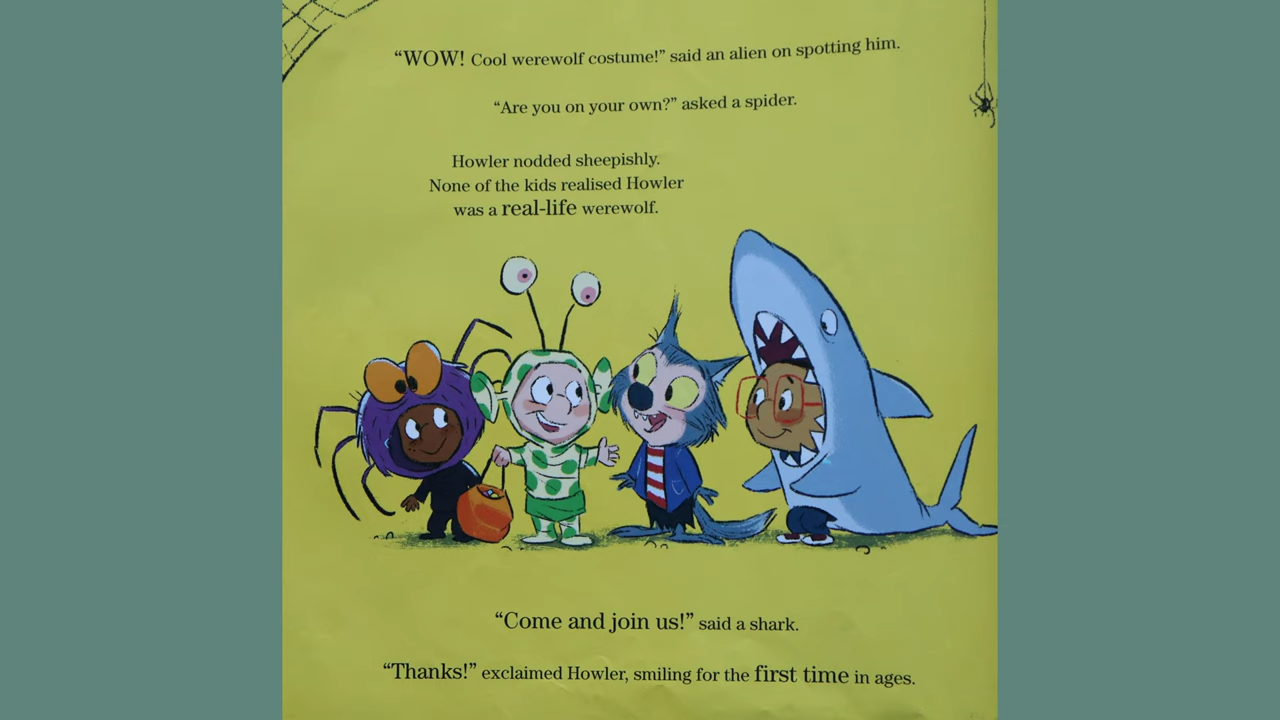 “WOW! Cool werewolf costume!” said an alien on spotting him.
“Are you on your own?” asked a spider.
Howler nodded sheepishly.
None of the kids realised Howler
was a real-life werewolf.
“Come and join us!” said a shark.
“Thanks!” exclaimed Howler, smiling for the first time in ages.